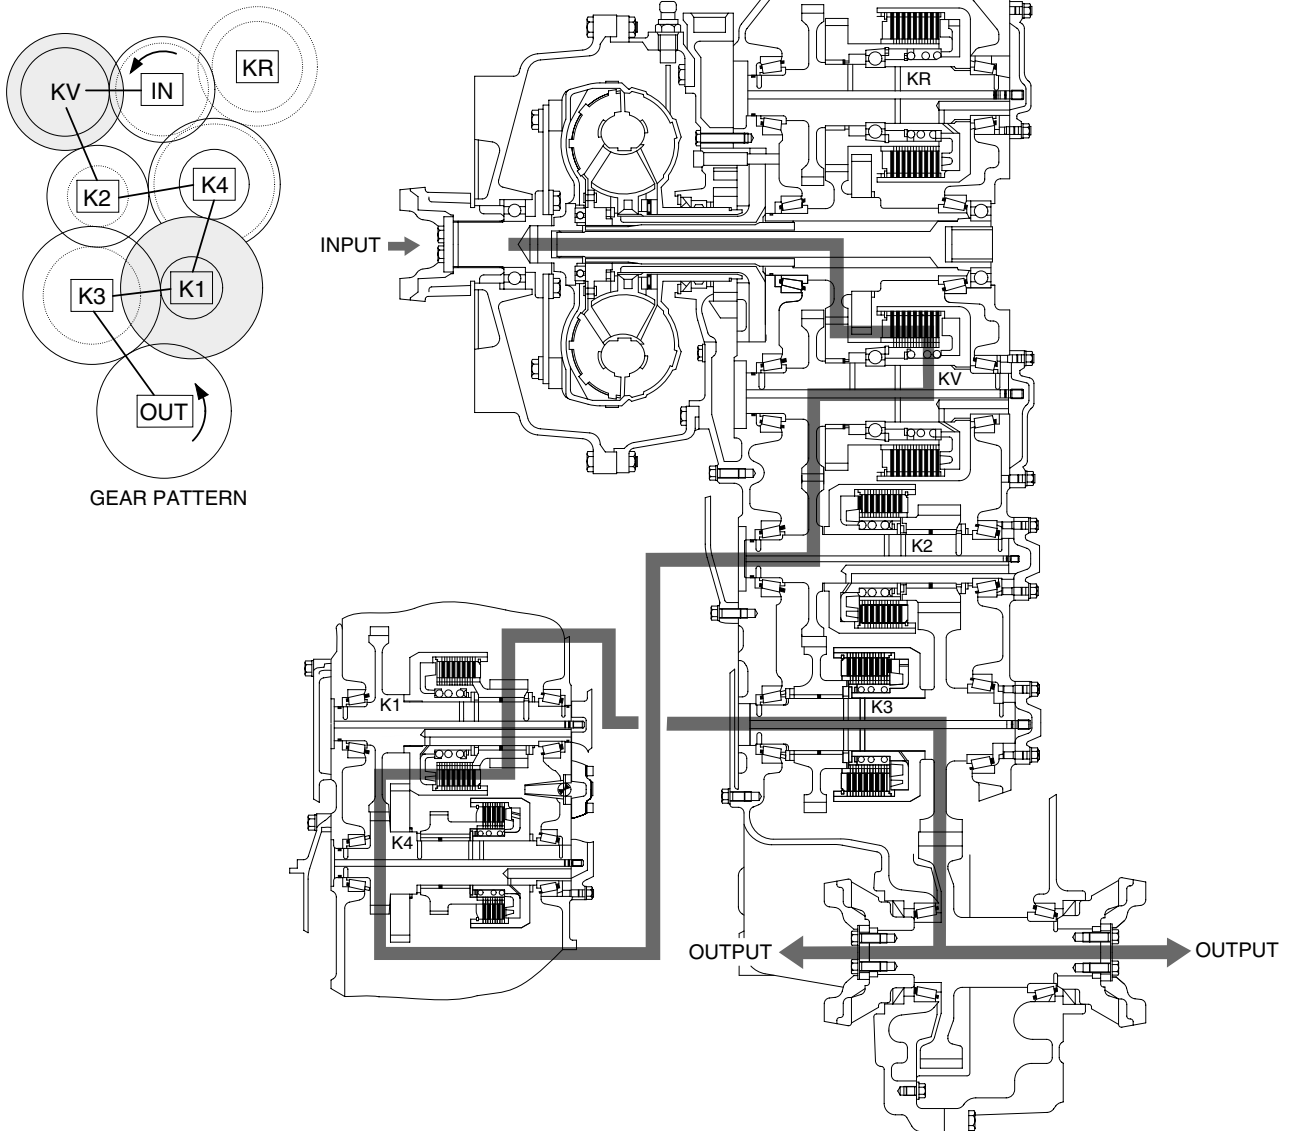 KV
IN
KR
K2
K4
K3
K1
OUT
GEAR PATTERN
INPUT
KR
KV
K2
K3
K1
K4
OUTPUT
OUTPUT